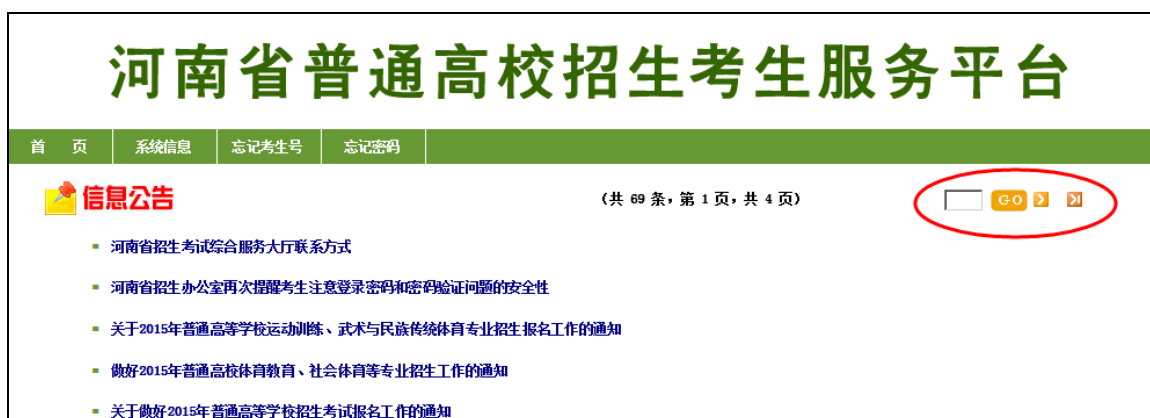 河南省普通高校招生考生服务平台
首 页 系统信息 忘记考生号 忘记密码
信息公告 (共 69 条,第 1 页,共 4 页) GO
河南省招生考试综合服务大厅联系方式
河南省招生办公室再次提醒考生注意登录密码和密码验证问题的安全性
关于2015年普通高等学校运动训练、武术与民族传统体育专业招生报名工作的通知
做好2015年普通高校体育教育、社会体育等专业招生工作的通知
关于做好2015年普通高等学校招生考试报名工作的通知